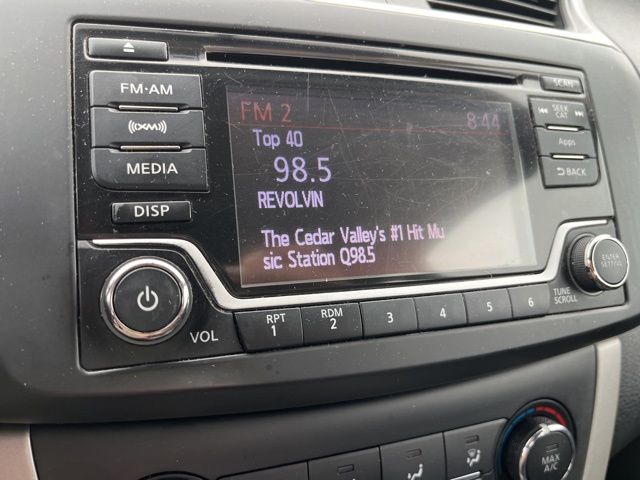 SCAN
FM·AM
SEEK
CAT
FM 2
8:44
(((XM)))
Top 40
Apps
98.5
MEDIA
BACK
REVOLVIN
DISP
The Cedar Valley's #1 Hit Mu
sic Station Q98.5
ENTER
SETTING
TUNE
SCROLL
VOL
RPT
1
RDM
2
3
4
5
6
MAX
A/C